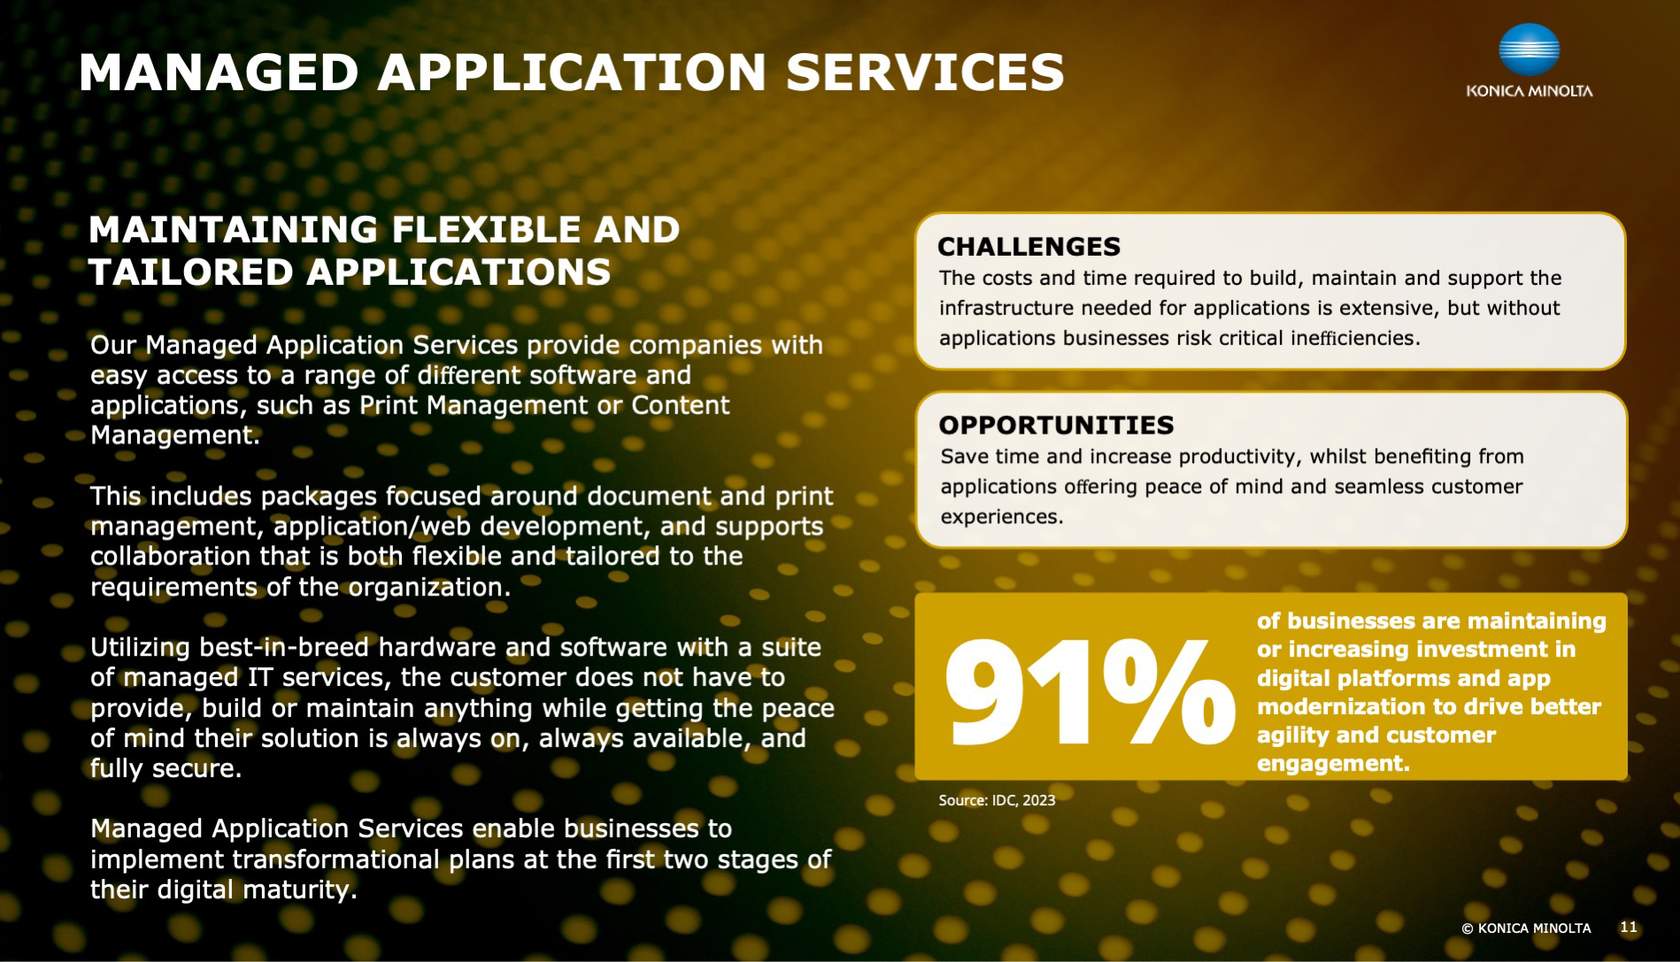 MANAGED APPLICATION SERVICES
KONICA MINOLTA
MAINTAINING FLEXIBLE AND
TAILORED APPLICATIONS
Our Managed Application Services provide companies with
easy access to a range of different software and
applications, such as Print Management or Content
Management.
This includes packages focused around document and print
management, application/web development, and supports
collaboration that is both flexible and tailored to the
requirements of the organization.
Utilizing best-in-breed hardware and software with a suite
of managed IT services, the customer does not have to
provide, build or maintain anything while getting the peace
of mind their solution is always on, always available, and
fully secure.
Managed Application Services enable businesses to
implement transformational plans at the first two stages of
their digital maturity.
CHALLENGES
The costs and time required to build, maintain and support the
infrastructure needed for applications is extensive, but without
applications businesses risk critical inefficiencies.
OPPORTUNITIES
Save time and increase productivity, whilst benefiting from
applications offering peace of mind and seamless customer
experiences.
91%
of businesses are maintaining
or increasing investment in
digital platforms and app
modernization to drive better
agility and customer
engagement.
Source: IDC, 2023
© KONICA MINOLTA 11